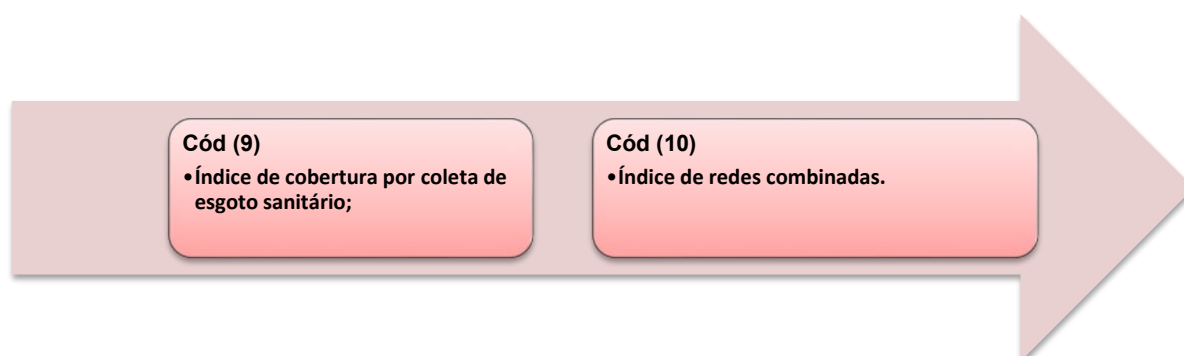 Cód (9)
•Índice de cobertura por coleta de
esgoto sanitário;
Cód (10)
•Índice de redes combinadas.